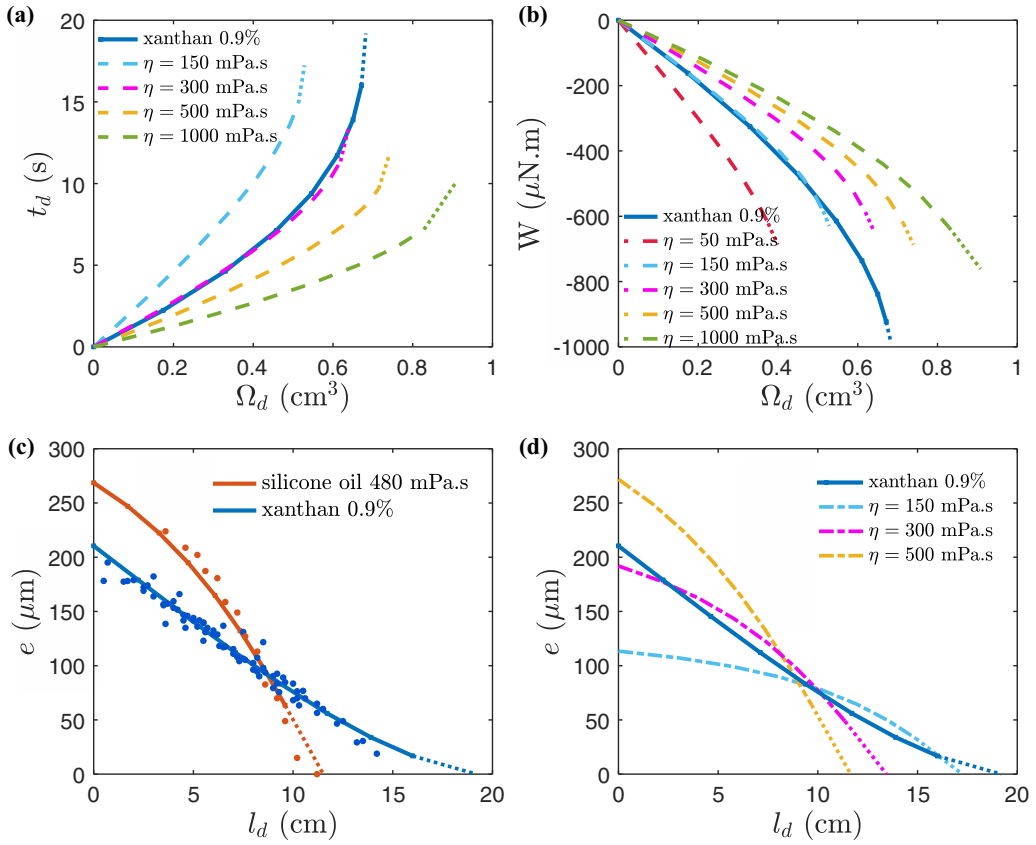 (a)
20
15
10
5
0
t_d (s)
xanthan 0.9%
η = 150 mPa.s
η = 300 mPa.s
η = 500 mPa.s
η = 1000 mPa.s
0 0.2 0.4 0.6 0.8 1
Ω_d (cm³)
(b)
0
-200
-400
-600
-800
-1000
W (μN.m)
xanthan 0.9%
η = 50 mPa.s
η = 150 mPa.s
η = 300 mPa.s
η = 500 mPa.s
η = 1000 mPa.s
0 0.2 0.4 0.6 0.8 1
Ω_d (cm³)
(c)
300
250
200
150
100
50
0
e (μm)
silicone oil 480 mPa.s
xanthan 0.9%
0 5 10 15 20
l_d (cm)
(d)
300
250
200
150
100
50
0
e (μm)
xanthan 0.9%
η = 150 mPa.s
η = 300 mPa.s
η = 500 mPa.s
0 5 10 15 20
l_d (cm)